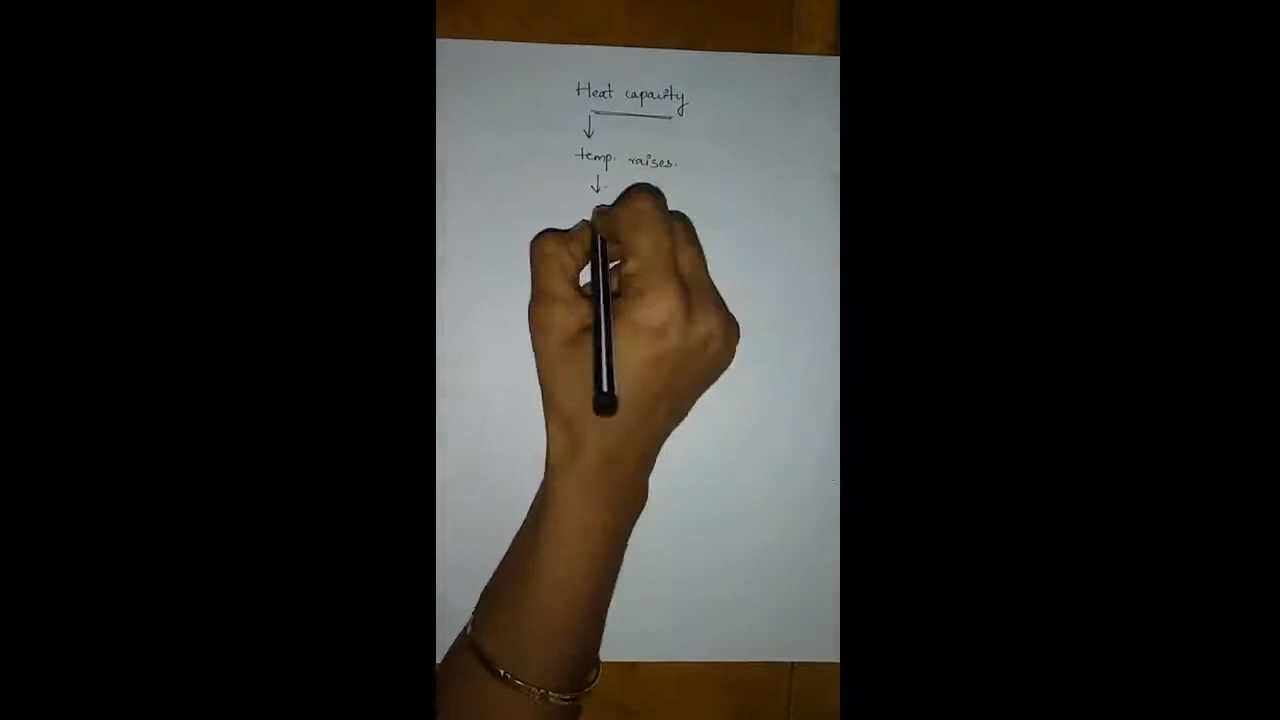 Heat capacity
↓
temp. raises.
↓